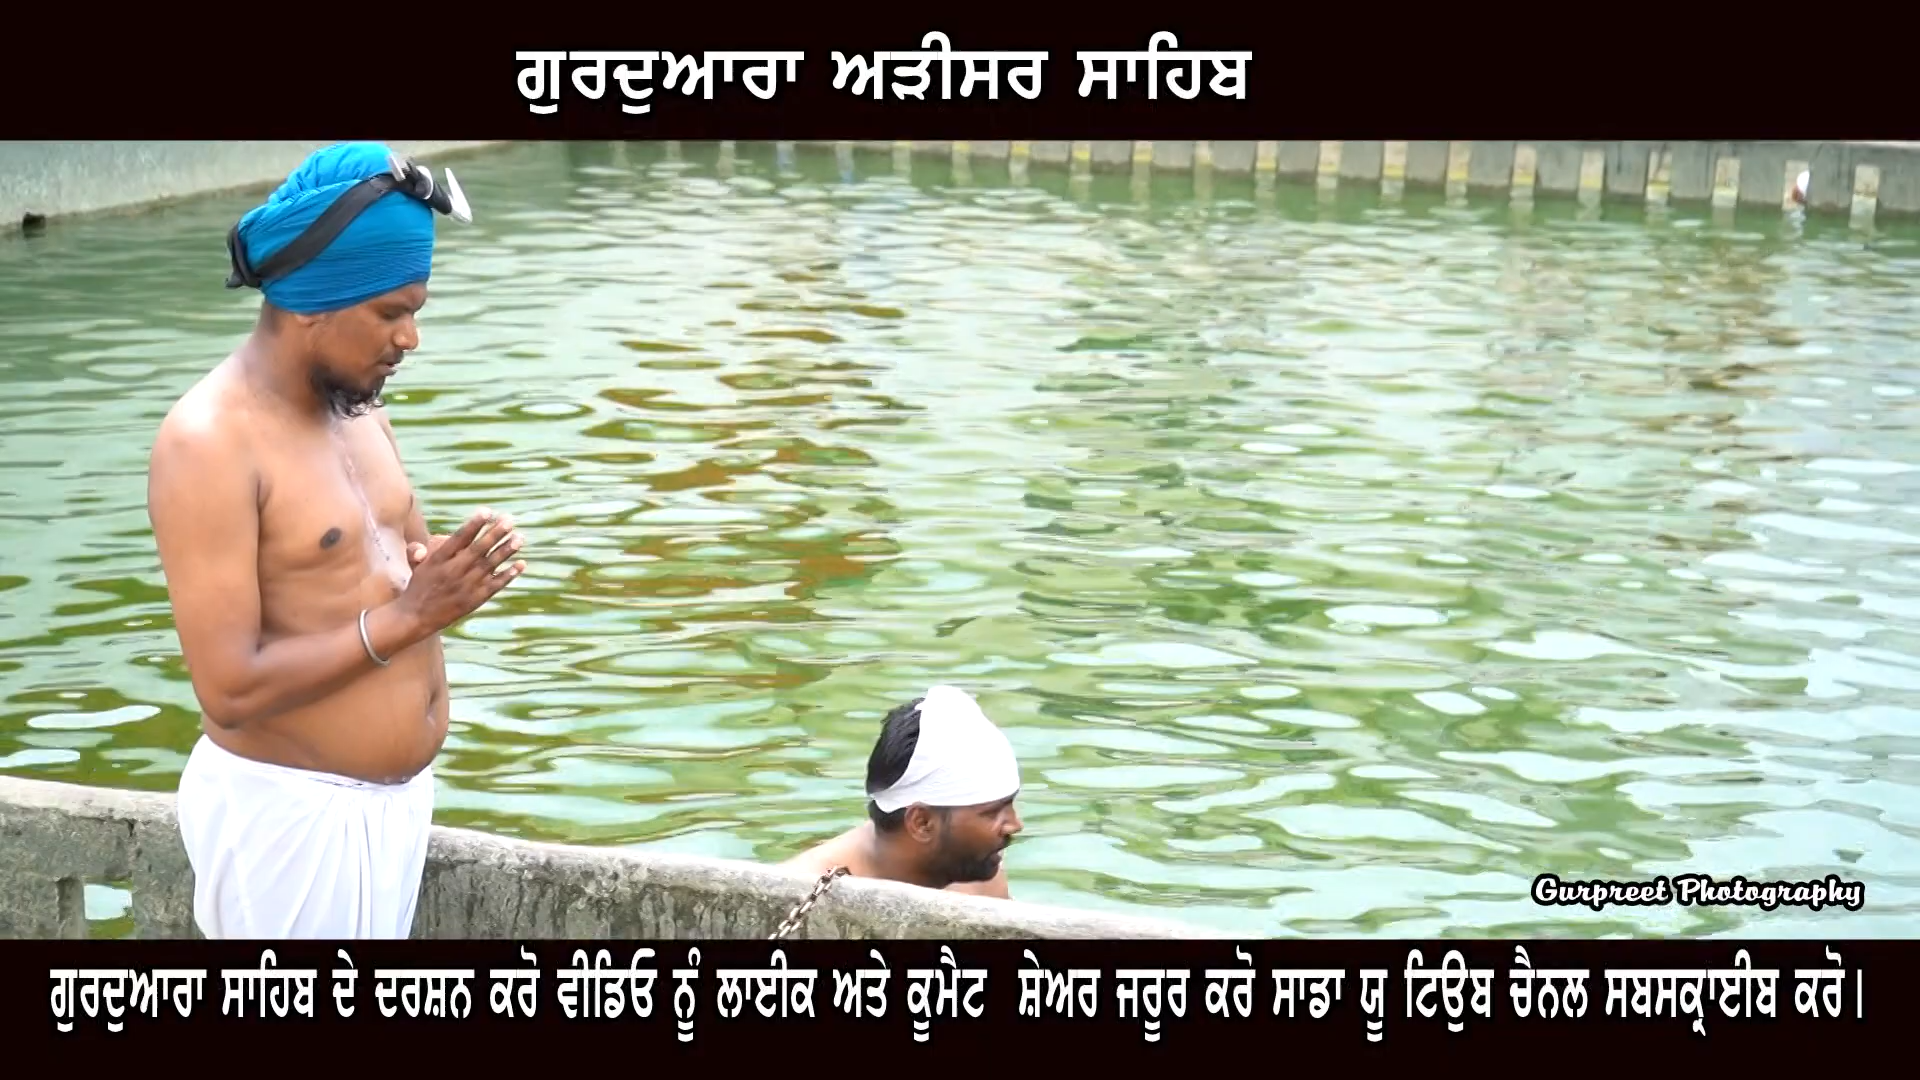 ਗੁਰਦੁਆਰਾ ਅੜੀਸਰ ਸਾਹਿਬ
Gurpreet Photography
ਗੁਰਦੁਆਰਾ ਸਾਹਿਬ ਦੇ ਦਰਸ਼ਨ ਕਰੋ ਵੀਡਿਓ ਨੂੰ ਲਾਈਕ ਅਤੇ ਕੂਮੈਟ ਸ਼ੇਅਰ ਜਰੂਰ ਕਰੋ ਸਾਡਾ ਯੂ ਟਿਊਬ ਚੈਨਲ ਸਬਸਕ੍ਰਾਈਬ ਕਰੋ।